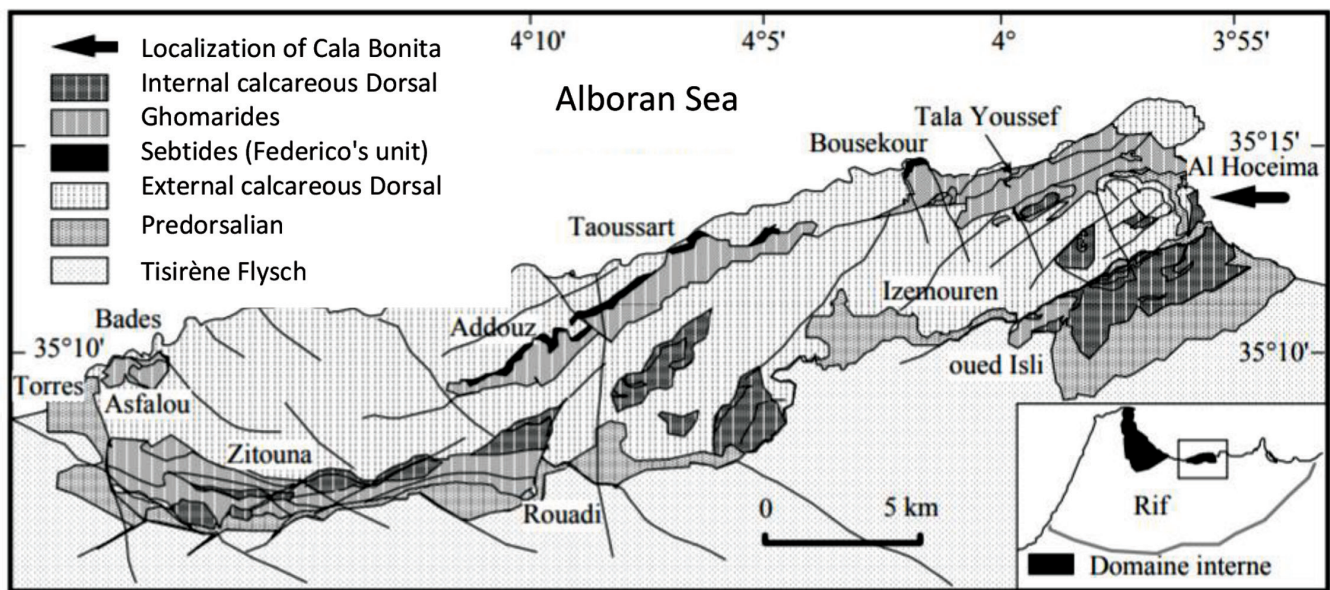 Localization of Cala Bonita
Internal calcareous Dorsal
Ghomarides
Sebtides (Federico's unit)
External calcareous Dorsal
Predorsalian
Tisirène Flysch
4°10'
4°5'
4°
3°55'
Alboran Sea
Tala Youssef
Bousekour
35°15'
Al Hoceima
Taoussart
Izemouren
Bades
Addouz
35°10'
oued Isli
35°10'
Torres
Asfalou
Zitouna
Rouadi
0 5 km
Rif
Domaine interne